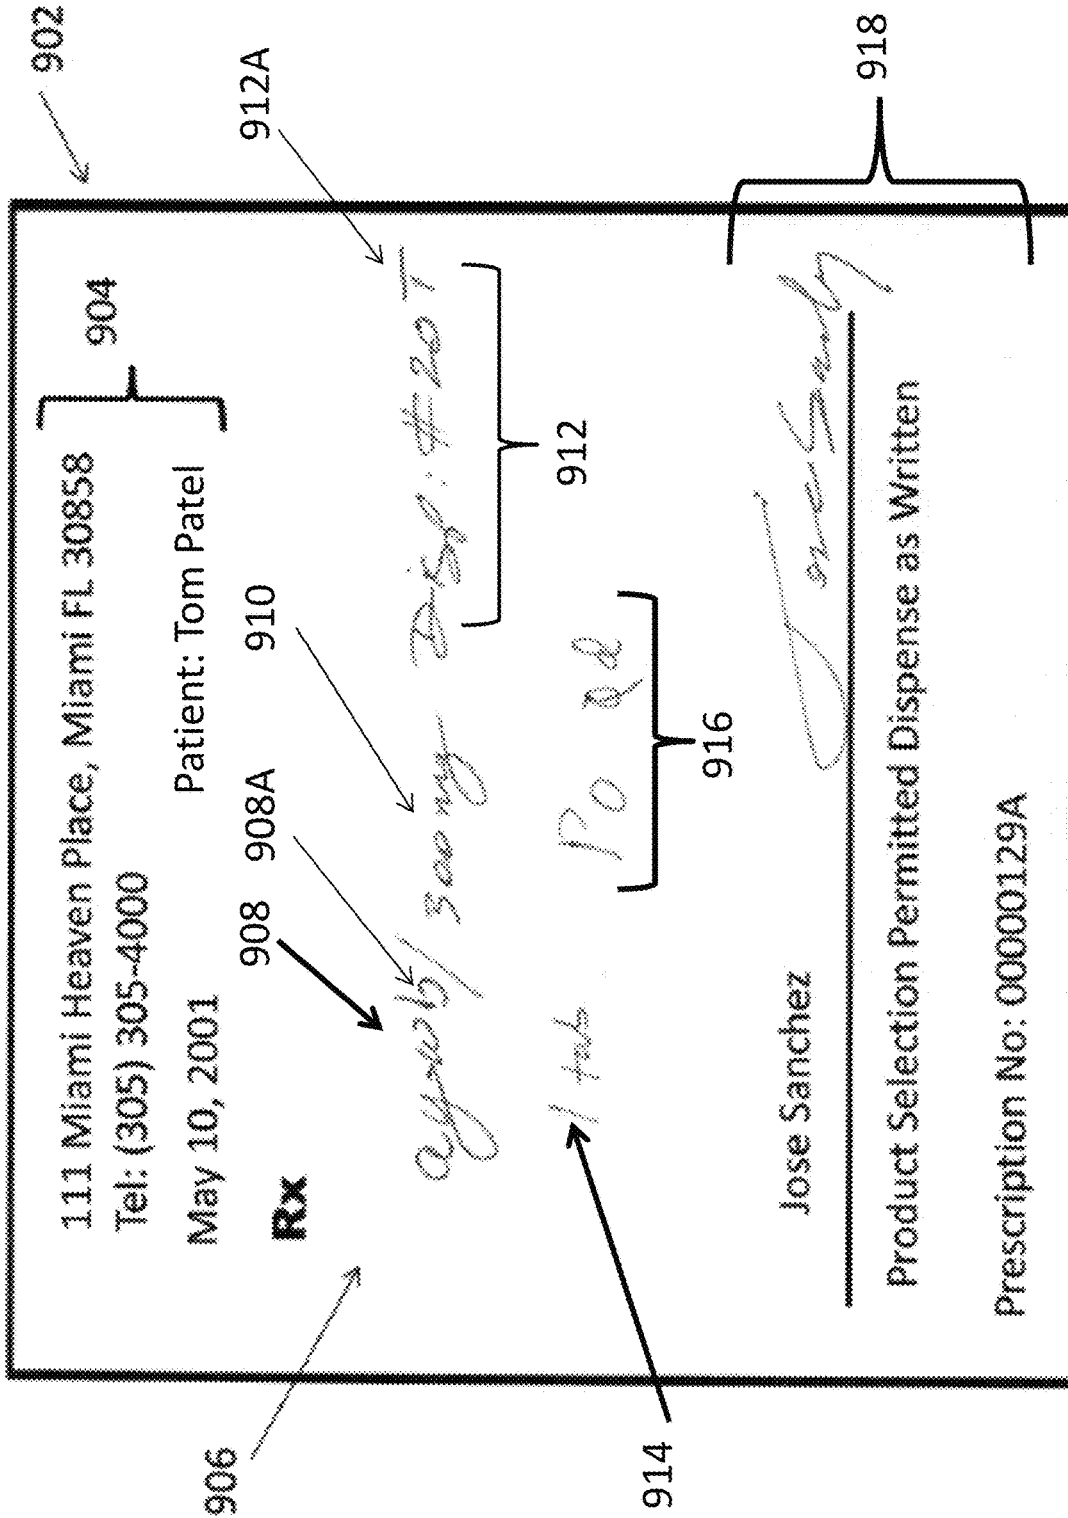 902
111 Miami Heaven Place, Miami FL 30858
Tel: (305) 305-4000
904
May 10, 2001
Patient: Tom Patel
906
Rx
908 908A 910
912A
300 mg Disp: # 20 T
912
914
1 tab PO Qd
916
Jose Sanchez
918
Product Selection Permitted Dispense as Written
Prescription No: 00000129A